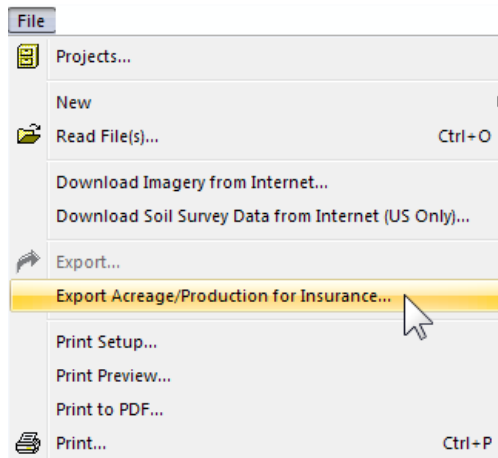 File
Projects...
New
Read File(s)... Ctrl+O
Download Imagery from Internet...
Download Soil Survey Data from Internet (US Only)...
Export...
Export Acreage/Production for Insurance...
Print Setup...
Print Preview...
Print to PDF...
Print... Ctrl+P